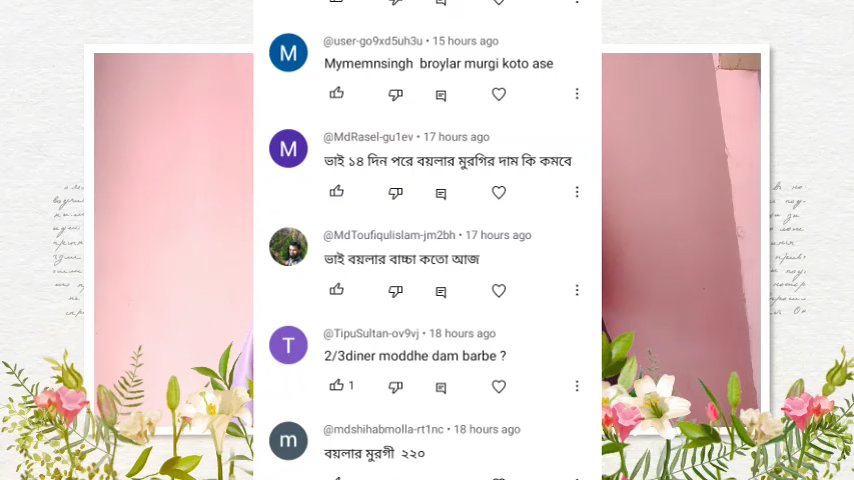 @user-go9xd5uh3u • 15 hours ago
Mymemnsingh broylar murgi koto ase
@MdRasel-gu1ev • 17 hours ago
ভাই ১৪ দিন পরে বয়লার মুরগির দাম কি কমবে
@MdToufiqulislam-jm2bh • 17 hours ago
ভাই বয়লার বাচ্চা কতো আজ
@TipuSultan-ov9vj • 18 hours ago
2/3diner moddhe dam barbe ?
1
@mdshihabmolla-rt1nc • 18 hours ago
বয়লার মুরগী ২২০